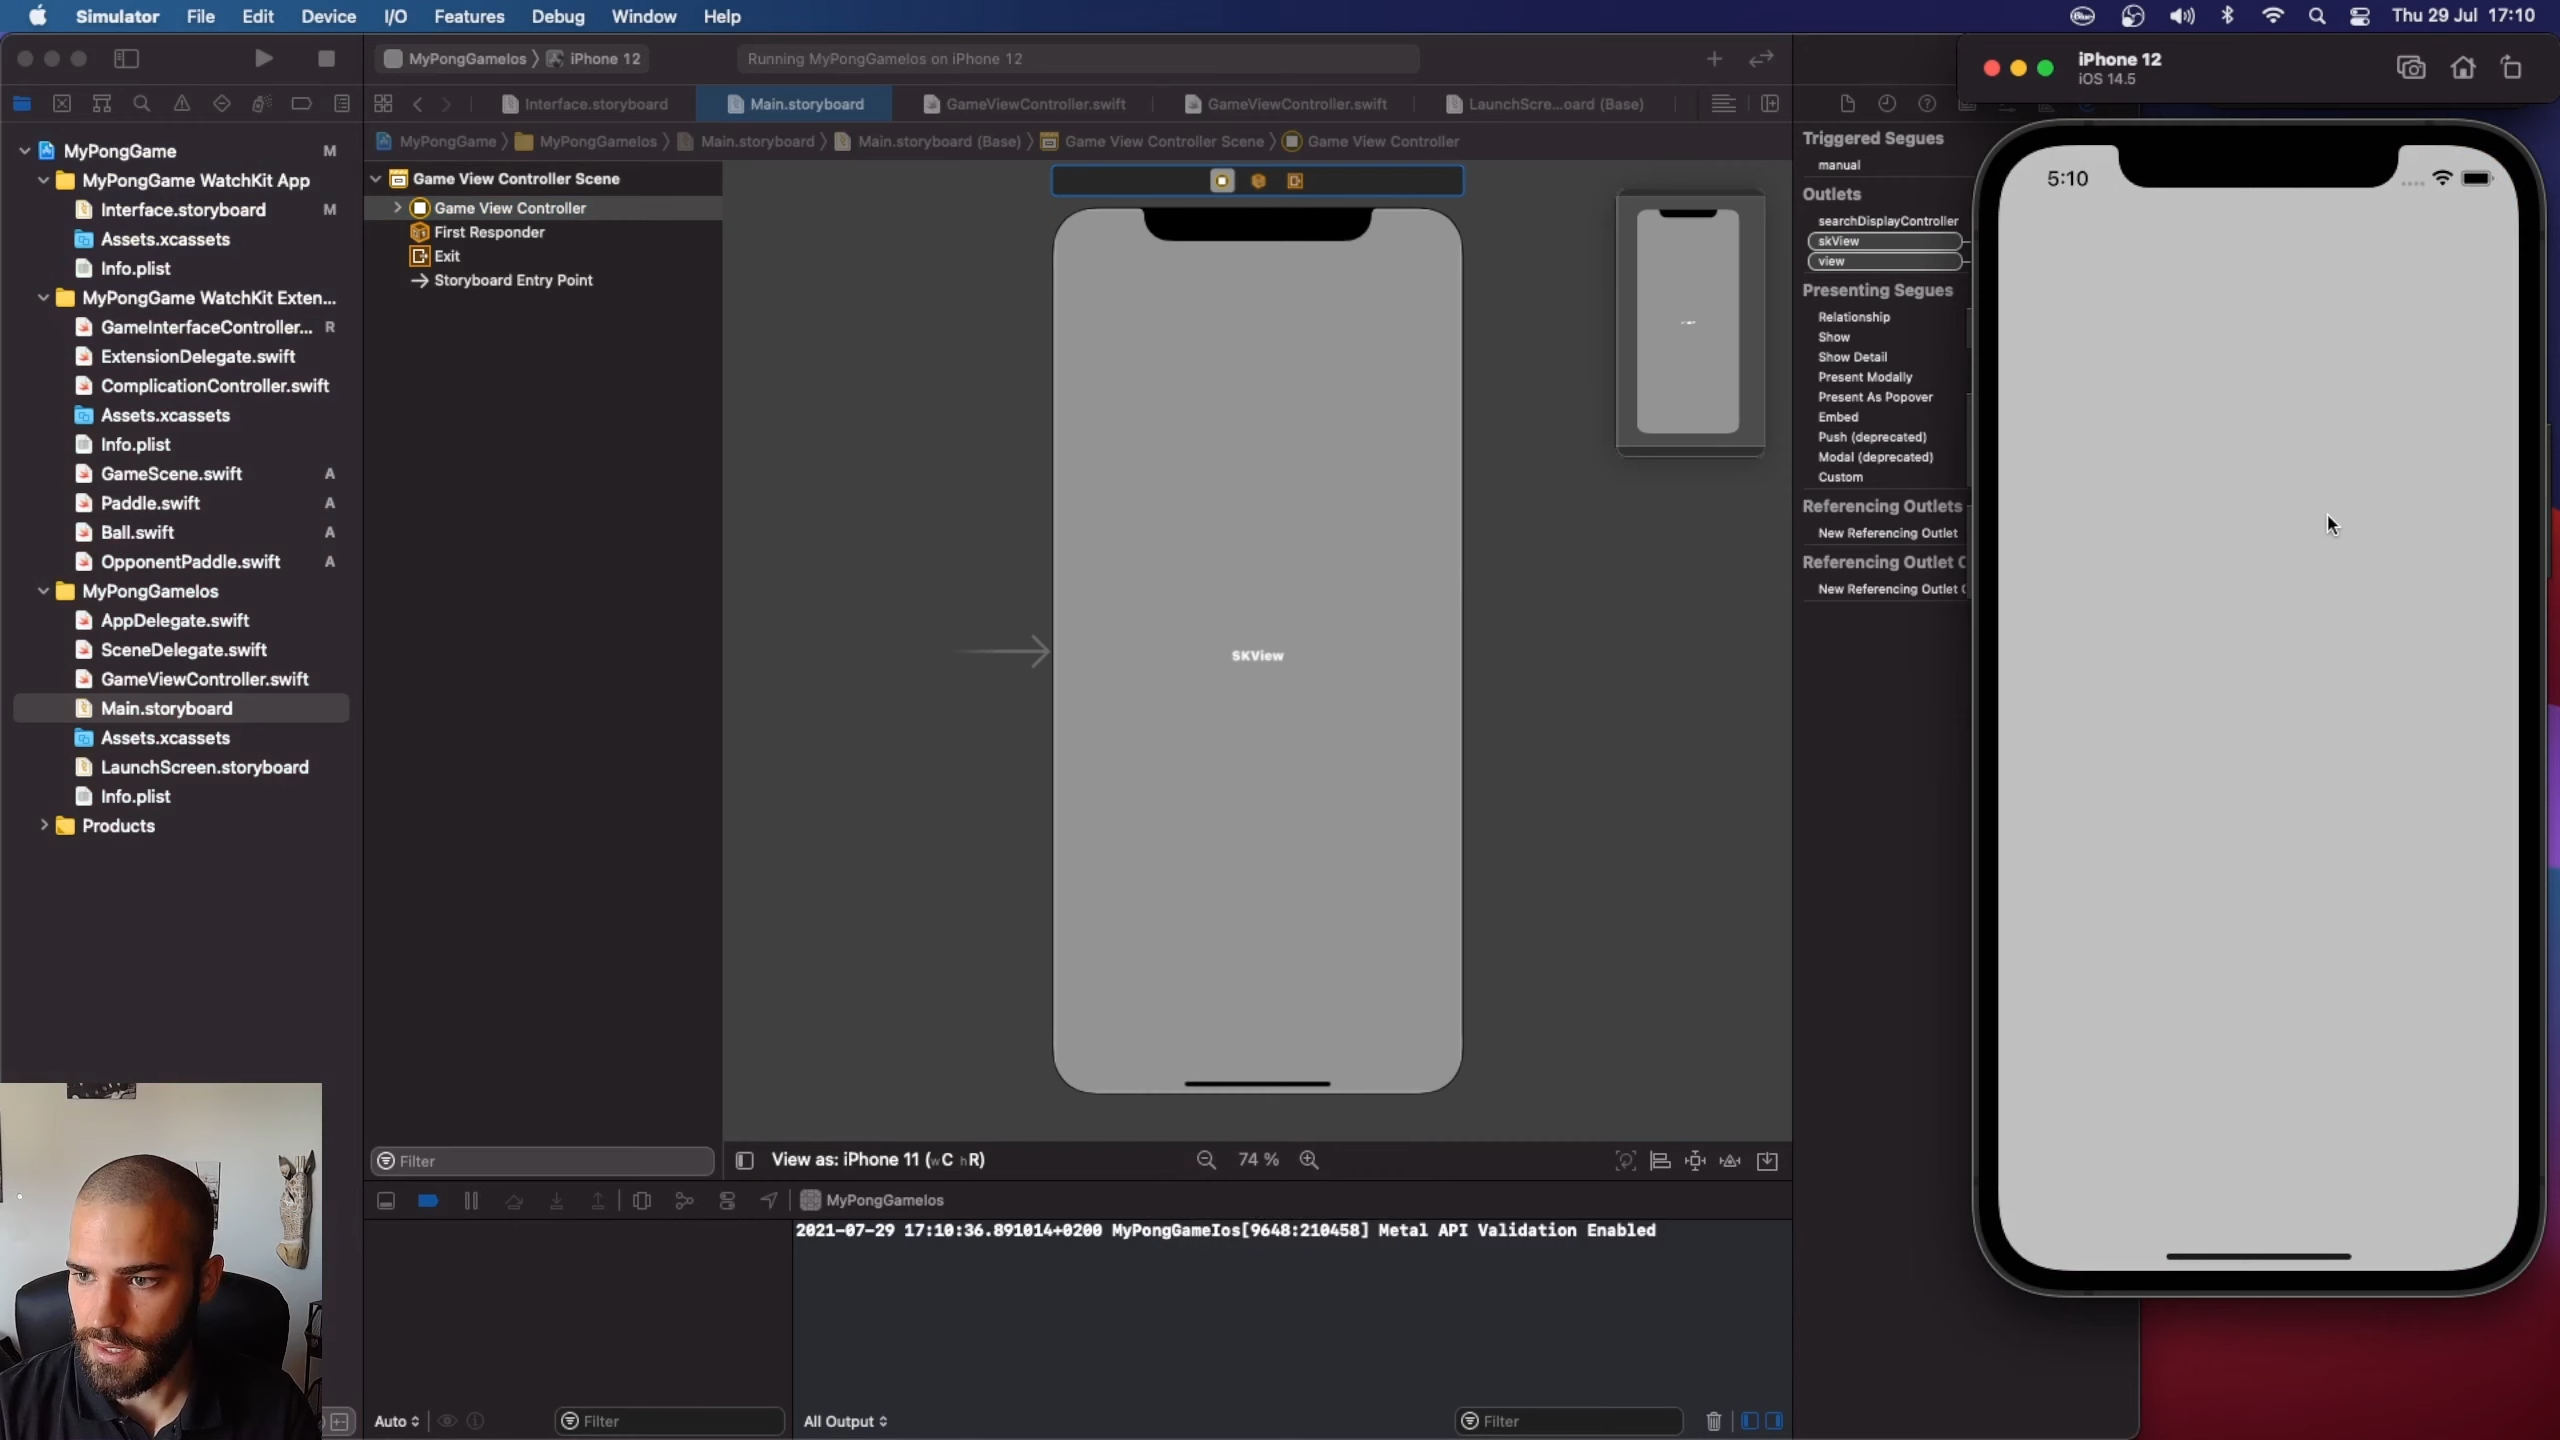 Simulator File Edit Device I/O Features Debug Window Help Thu 29 Jul 17:10
MyPongGameIos iPhone 12 Running MyPongGameIos on iPhone 12
iPhone 12
iOS 14.5
Interface.storyboard Main.storyboard GameViewController.swift GameViewController.swift LaunchScre...oard (Base)
MyPongGame MyPongGameIos Main.storyboard Main.storyboard (Base) Game View Controller Scene Game View Controller
MyPongGame M
MyPongGame WatchKit App
Interface.storyboard M
Assets.xcassets
Info.plist
MyPongGame WatchKit Exten...
GameInterfaceController... R
ExtensionDelegate.swift
ComplicationController.swift
Assets.xcassets
Info.plist
GameScene.swift A
Paddle.swift A
Ball.swift A
OpponentPaddle.swift A
MyPongGameIos
AppDelegate.swift
SceneDelegate.swift
GameViewController.swift
Main.storyboard
Assets.xcassets
LaunchScreen.storyboard
Info.plist
Products
Game View Controller Scene
Game View Controller
First Responder
Exit
Storyboard Entry Point
Filter
SKView
View as: iPhone 11 (wC hR) 74 %
Triggered Segues
manual
Outlets
searchDisplayController
skView
view
Presenting Segues
Relationship
Show
Show Detail
Present Modally
Present As Popover
Embed
Push (deprecated)
Modal (deprecated)
Custom
Referencing Outlets
New Referencing Outlet
Referencing Outlet C
New Referencing Outlet C
5:10
MyPongGameIos
2021-07-29 17:10:36.891014+0200 MyPongGameIos[9648:210458] Metal API Validation Enabled
Auto Filter All Output Filter